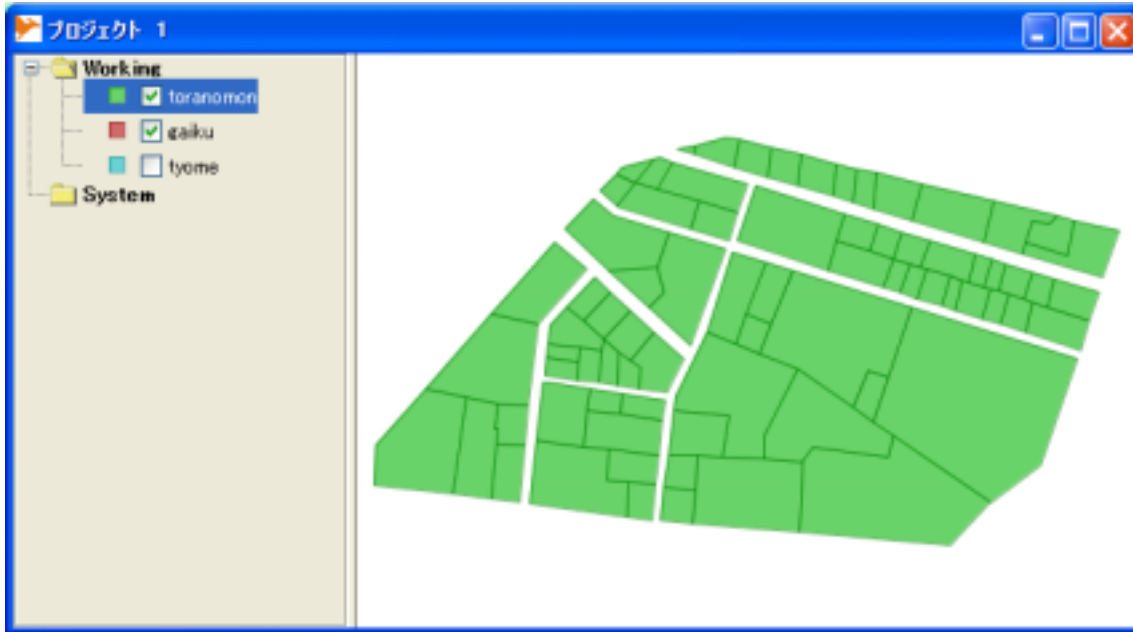 プロジェクト 1
Working
toranomon
gaiku
tyome
System